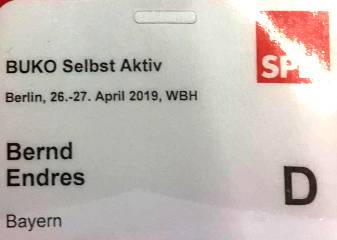 BUKO Selbst Aktiv
SPD
Berlin, 26.-27. April 2019, WBH
Bernd
Endres
D
Bayern